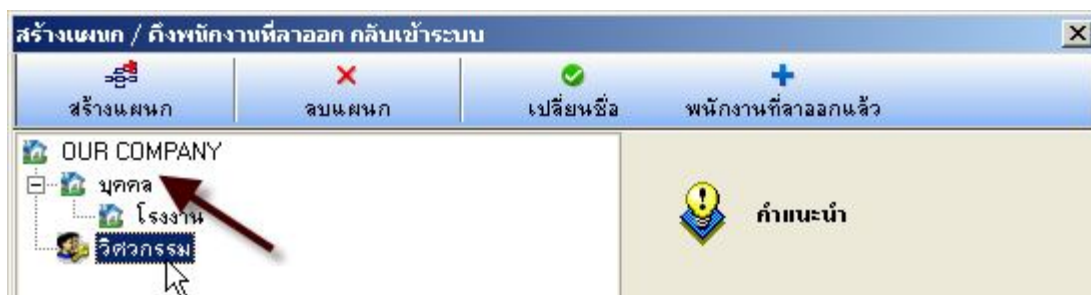 สร้างแผนก / ดึงพนักงานที่ลาออก กลับเข้าระบบ
สร้างแผนก ลบแผนก เปลี่ยนชื่อ พนักงานที่ลาออกแล้ว
OUR COMPANY
บุคคล
โรงงาน
วิศวกรรม
คำแนะนำ